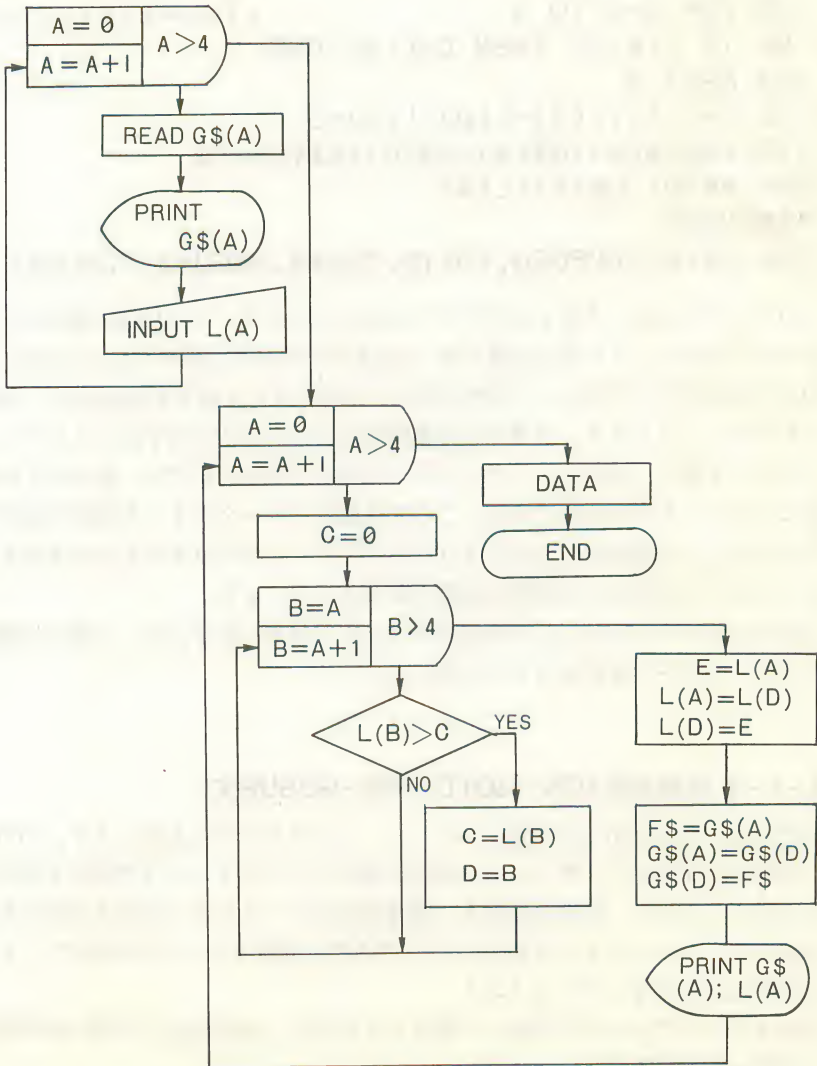 A = 0
A = A+1
A>4
READ G$(A)
PRINT
G$(A)
INPUT L(A)
A = 0
A = A+1
A>4
DATA
END
C=0
B=A
B=A+1
B>4
L(B)>C
YES
NO
C=L(B)
D=B
E=L(A)
L(A)=L(D)
L(D)=E
F$=G$(A)
G$(A)=G$(D)
G$(D)=F$
PRINT G$
(A); L(A)